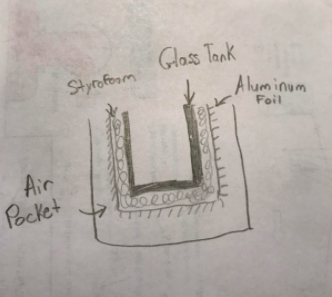 Glass Tank
Styrofoam
Aluminum
Foil
Air
Pocket